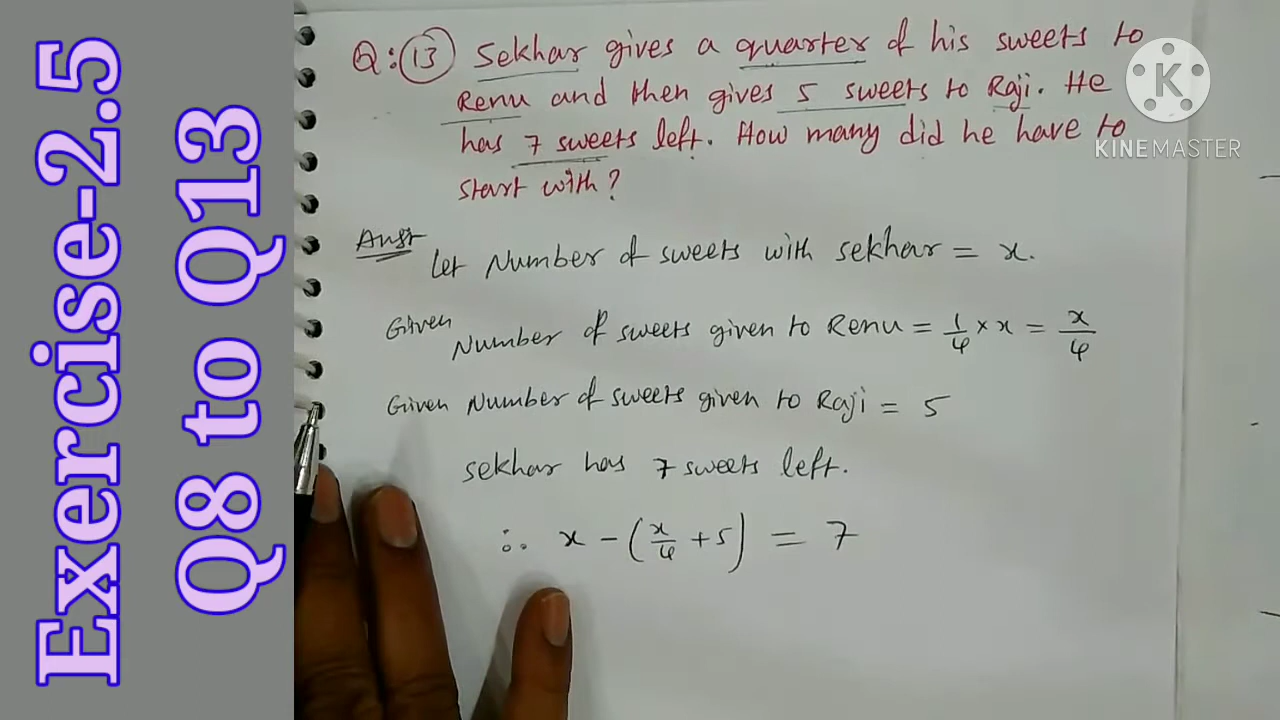 Exercise-2.5
Q8 to Q13
Q:13 Sekhar gives a quarter of his sweets to
Renu and then gives 5 sweets to Raji. He
has 7 sweets left. How many did he have to
start with?
K
KINEMASTER
Ans:
Let Number of sweets with sekhar = x.
Given Number of sweets given to Renu = 1/4 × x = x/4
Given Number of sweets given to Raji = 5
sekhar has 7 sweets left.
∴ x - (x/4 + 5) = 7